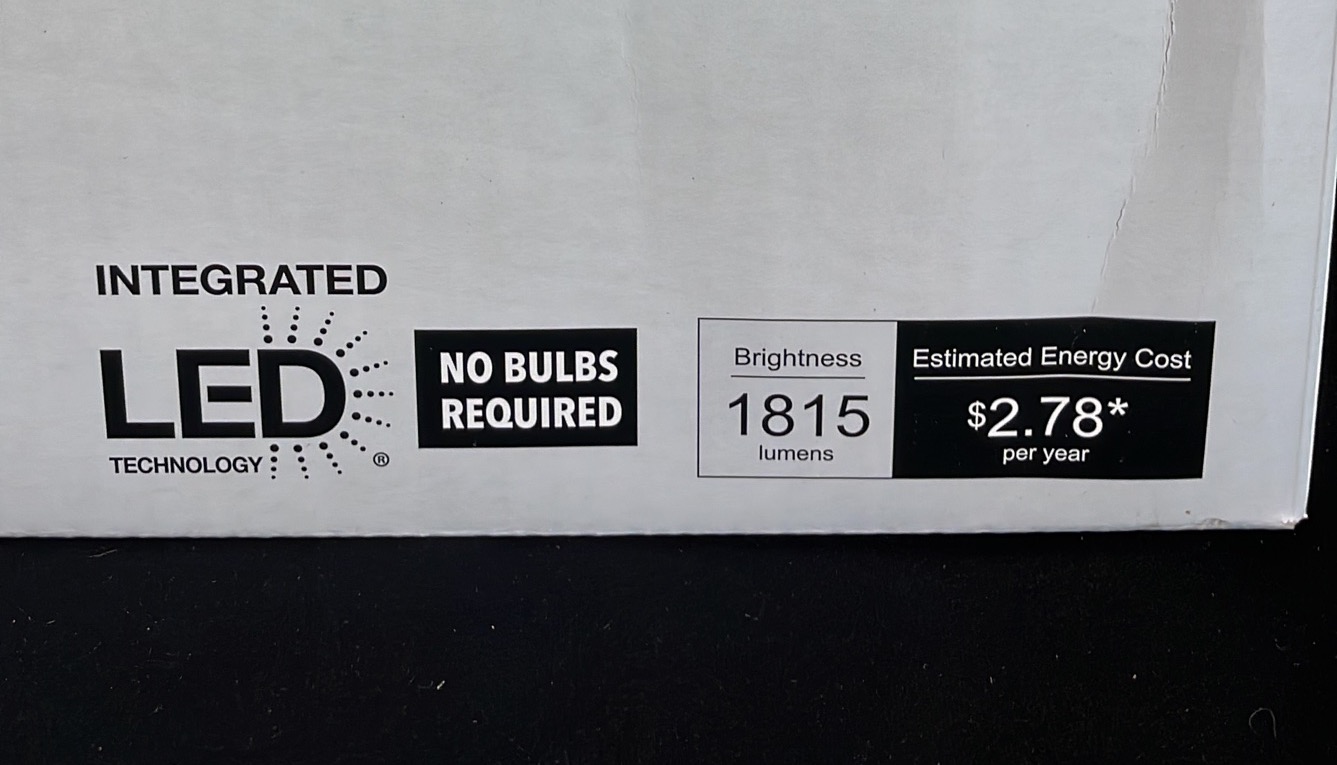 INTEGRATED
LED
TECHNOLOGY ®
NO BULBS
REQUIRED
Brightness
1815
lumens
Estimated Energy Cost
$2.78*
per year